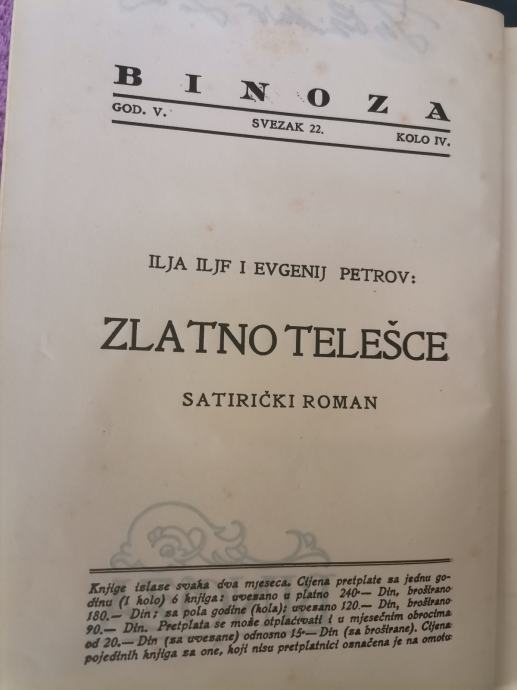 BINOZA
GOD. V.
SVEZAK 22.
KOLO IV.
ILJA ILJF I EVGENIJ PETROV:
ZLATNO TELEŠCE
SATIRIČKI ROMAN
Knjige izlaze svaka dva mjeseca. Cijena pretplate za jednu go-
dinu (1 kolo) 6 knjiga: uvezano u platno 240·— Din, broširano
180.— Din; za pola godine (kola): uvezano 120.— Din, broširano
90.— Din. Pretplata se može otplaćivati i u mjesečnim obrocima
od 20.— Din (za uvezane) odnosno 15·— Din (za broširane). Cijena
pojedinih knjiga za one, koji nisu pretplatnici označena je na omotu